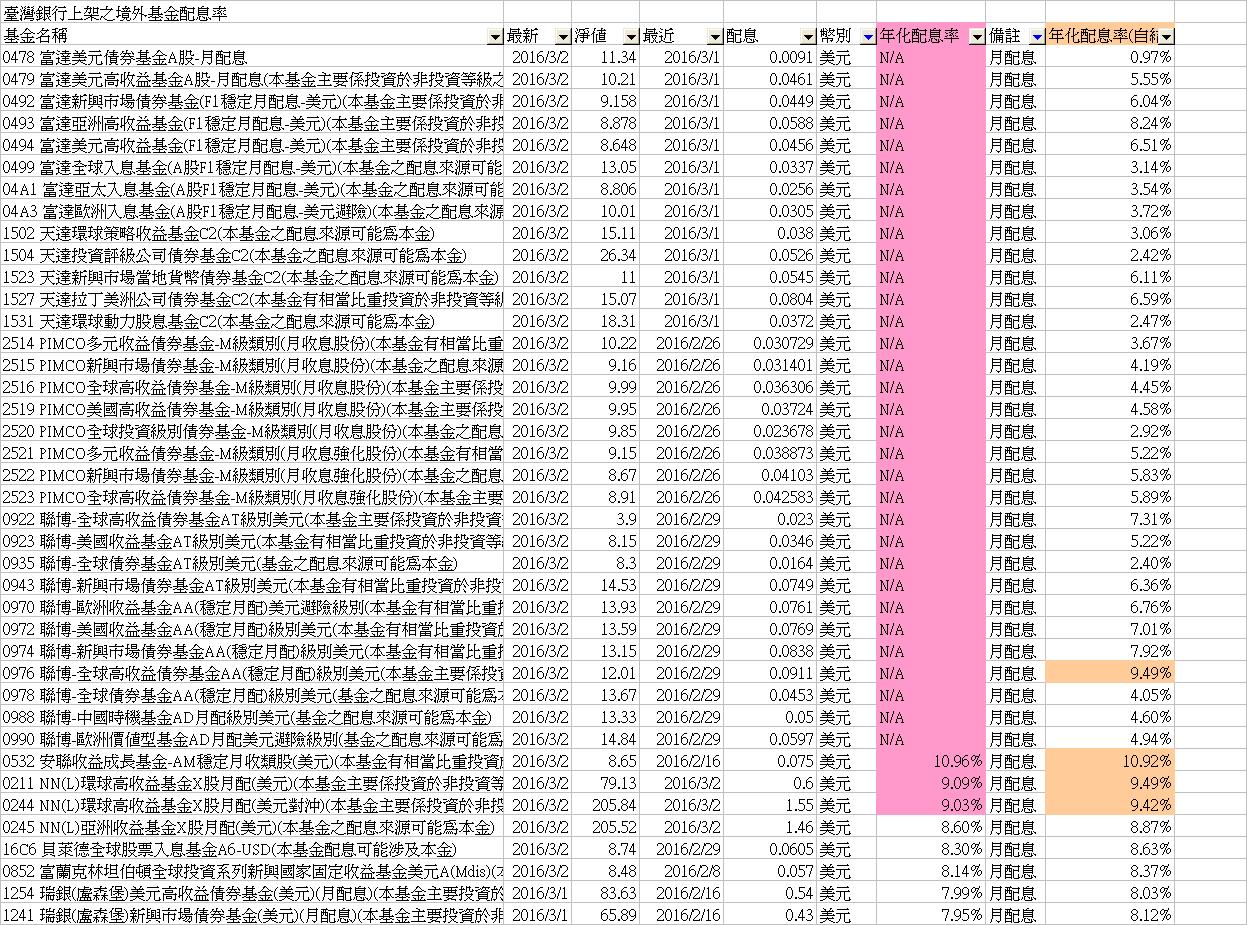 臺灣銀行上架之境外基金配息率
基金名稱 最新 淨值 最近 配息 幣別 年化配息率 備註 年化配息率(自結
0478 富達美元債券基金A股-月配息 2016/3/2 11.34 2016/3/1 0.0091 美元 N/A 月配息 0.97%
0479 富達美元高收益基金A股-月配息(本基金主要係投資於非投資等級之 2016/3/2 10.21 2016/3/1 0.0461 美元 N/A 月配息 5.55%
0492 富達新興市場債券基金(F1穩定月配息-美元)(本基金主要係投資於非 2016/3/2 9.158 2016/3/1 0.0449 美元 N/A 月配息 6.04%
0493 富達亞洲高收益基金(F1穩定月配息-美元)(本基金主要係投資於非投 2016/3/2 8.878 2016/3/1 0.0588 美元 N/A 月配息 8.24%
0494 富達美元高收益基金(F1穩定月配息-美元)(本基金主要係投資於非投 2016/3/2 8.648 2016/3/1 0.0456 美元 N/A 月配息 6.51%
0499 富達全球入息基金(A股F1穩定月配息-美元)(本基金之配息來源可能 2016/3/2 13.05 2016/3/1 0.0337 美元 N/A 月配息 3.14%
04A1 富達亞太入息基金(A股F1穩定月配息-美元)(本基金之配息來源可能 2016/3/2 8.806 2016/3/1 0.0256 美元 N/A 月配息 3.54%
04A3 富達歐洲入息基金(A股F1穩定月配息-美元避險)(本基金之配息來源 2016/3/2 10.01 2016/3/1 0.0305 美元 N/A 月配息 3.72%
1502 天達環球策略收益基金C2(本基金之配息來源可能為本金) 2016/3/2 15.11 2016/3/1 0.038 美元 N/A 月配息 3.06%
1504 天達投資評級公司債券基金C2(本基金之配息來源可能為本金) 2016/3/2 26.34 2016/3/1 0.0526 美元 N/A 月配息 2.42%
1523 天達新興市場當地貨幣債券基金C2(本基金之配息來源可能為本金) 2016/3/2 11 2016/3/1 0.0545 美元 N/A 月配息 6.11%
1527 天達拉丁美洲公司債券基金C2(本基金有相當比重投資於非投資等級 2016/3/2 15.07 2016/3/1 0.0804 美元 N/A 月配息 6.59%
1531 天達環球動力股息基金C2(本基金之配息來源可能為本金) 2016/3/2 18.31 2016/3/1 0.0372 美元 N/A 月配息 2.47%
2514 PIMCO多元收益債券基金-M級類別(月收息股份)(本基金有相當比重 2016/3/2 10.22 2016/2/26 0.030729 美元 N/A 月配息 3.67%
2515 PIMCO新興市場債券基金-M級類別(月收息股份)(本基金之配息來源 2016/3/2 9.16 2016/2/26 0.031401 美元 N/A 月配息 4.19%
2516 PIMCO全球高收益債券基金-M級類別(月收息股份)(本基金主要係投 2016/3/2 9.99 2016/2/26 0.036306 美元 N/A 月配息 4.45%
2519 PIMCO美國高收益債券基金-M級類別(月收息股份)(本基金主要係投 2016/3/2 9.95 2016/2/26 0.03724 美元 N/A 月配息 4.58%
2520 PIMCO全球投資級別債券基金-M級類別(月收息股份)(本基金之配息 2016/3/2 9.85 2016/2/26 0.023678 美元 N/A 月配息 2.92%
2521 PIMCO多元收益債券基金-M級類別(月收息強化股份)(本基金有相當 2016/3/2 9.15 2016/2/26 0.038873 美元 N/A 月配息 5.22%
2522 PIMCO新興市場債券基金-M級類別(月收息強化股份)(本基金之配息 2016/3/2 8.67 2016/2/26 0.04103 美元 N/A 月配息 5.83%
2523 PIMCO全球高收益債券基金-M級類別(月收息強化股份)(本基金主要 2016/3/2 8.91 2016/2/26 0.042583 美元 N/A 月配息 5.89%
0922 聯博-全球高收益債券基金AT級別美元(本基金主要係投資於非投資 2016/3/2 3.9 2016/2/29 0.023 美元 N/A 月配息 7.31%
0923 聯博-美國收益基金AT級別美元(本基金有相當比重投資於非投資等 2016/3/2 8.15 2016/2/29 0.0346 美元 N/A 月配息 5.22%
0935 聯博-全球債券基金AT級別美元(基金之配息來源可能為本金) 2016/3/2 8.3 2016/2/29 0.0164 美元 N/A 月配息 2.40%
0943 聯博-新興市場債券基金AT級別美元(本基金有相當比重投資於非投 2016/3/2 14.53 2016/2/29 0.0749 美元 N/A 月配息 6.36%
0970 聯博-歐洲收益基金AA(穩定月配)美元避險級別(本基金有相當比重投 2016/3/2 13.93 2016/2/29 0.0761 美元 N/A 月配息 6.76%
0972 聯博-美國收益基金AA(穩定月配)級別美元(本基金有相當比重投資於 2016/3/2 13.59 2016/2/29 0.0769 美元 N/A 月配息 7.01%
0974 聯博-新興市場債券基金AA(穩定月配)級別美元(本基金有相當比重投 2016/3/2 13.15 2016/2/29 0.0838 美元 N/A 月配息 7.92%
0976 聯博-全球高收益債券基金AA(穩定月配)級別美元(本基金主要係投資 2016/3/2 12.01 2016/2/29 0.0911 美元 N/A 月配息 9.49%
0978 聯博-全球債券基金AA(穩定月配)級別美元(基金之配息來源可能為本 2016/3/2 13.67 2016/2/29 0.0453 美元 N/A 月配息 4.05%
0988 聯博-中國時機基金AD月配級別美元(基金之配息來源可能為本金) 2016/3/2 13.33 2016/2/29 0.05 美元 N/A 月配息 4.60%
0990 聯博-歐洲價值型基金AD月配美元避險級別(基金之配息來源可能為 2016/3/2 14.84 2016/2/29 0.0597 美元 N/A 月配息 4.94%
0532 安聯收益成長基金-AM穩定月收類股(美元)(本基金有相當比重投資於 2016/3/2 8.65 2016/2/16 0.075 美元 10.96% 月配息 10.92%
0211 NN(L)環球高收益基金X股月配(美元)(本基金主要係投資於非投資等 2016/3/2 79.13 2016/3/2 0.6 美元 9.09% 月配息 9.49%
0244 NN(L)環球高收益基金X股月配(美元對沖)(本基金主要係投資於非投 2016/3/2 205.84 2016/3/2 1.55 美元 9.03% 月配息 9.42%
0245 NN(L)亞洲收益基金X股月配(美元)(本基金之配息來源可能為本金) 2016/3/2 205.52 2016/3/2 1.46 美元 8.60% 月配息 8.87%
16C6 貝萊德全球股票入息基金A6-USD(本基金配息可能涉及本金) 2016/3/2 8.74 2016/2/29 0.0605 美元 8.30% 月配息 8.63%
0852 富蘭克林坦伯頓全球投資系列新興國家固定收益基金美元A(Mdis)(本 2016/3/2 8.48 2016/2/8 0.057 美元 8.14% 月配息 8.37%
1254 瑞銀(盧森堡)美元高收益債券基金(美元)(月配息)(本基金主要投資於 2016/3/1 83.63 2016/2/16 0.54 美元 7.99% 月配息 8.03%
1241 瑞銀(盧森堡)新興市場債券基金(美元)(月配息)(本基金主要投資於非 2016/3/1 65.89 2016/2/16 0.43 美元 7.95% 月配息 8.12%